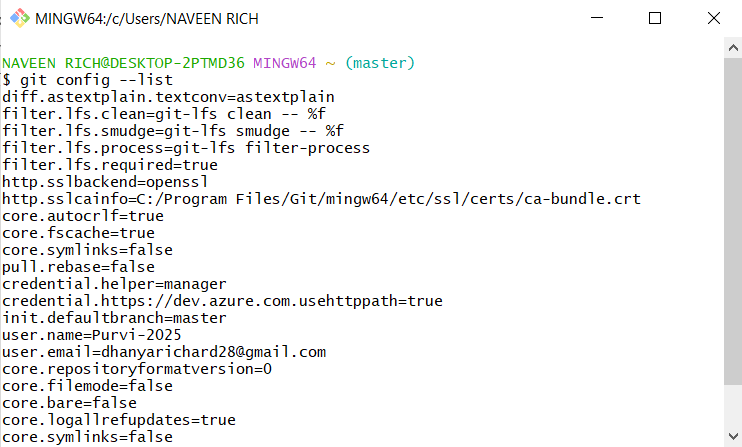 MINGW64:/c/Users/NAVEEN RICH
NAVEEN RICH@DESKTOP-2PTMD36 MINGW64 ~ (master)
$ git config --list
diff.astextplain.textconv=astextplain
filter.lfs.clean=git-lfs clean -- %f
filter.lfs.smudge=git-lfs smudge -- %f
filter.lfs.process=git-lfs filter-process
filter.lfs.required=true
http.sslbackend=openssl
http.sslcainfo=C:/Program Files/Git/mingw64/etc/ssl/certs/ca-bundle.crt
core.autocrlf=true
core.fscache=true
core.symlinks=false
pull.rebase=false
credential.helper=manager
credential.https://dev.azure.com.usehttppath=true
init.defaultbranch=master
user.name=Purvi-2025
user.email=dhanyarichard28@gmail.com
core.repositoryformatversion=0
core.filemode=false
core.bare=false
core.logallrefupdates=true
core.symlinks=false